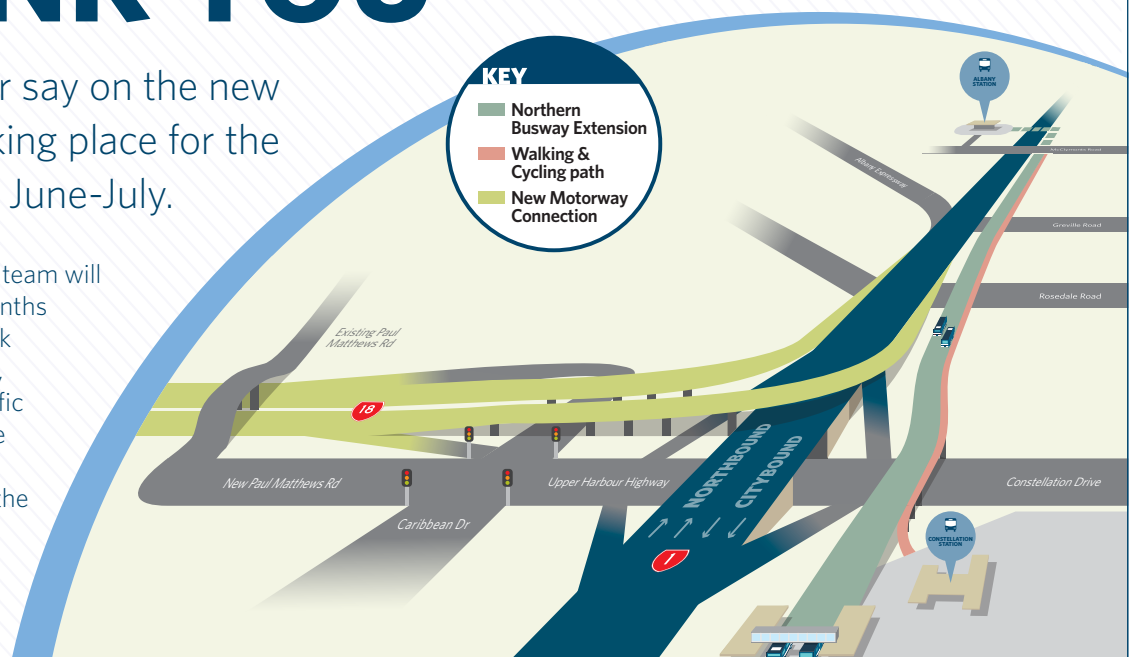 NK YOU
r say on the new
king place for the
June-July.
team will
nths
k
fic
e
the
KEY
Northern
Busway Extension
Walking &
Cycling path
New Motorway
Connection
ALBANY
STATION
McClymonts Road
Albany Expressway
Greville Road
Rosedale Road
Existing Paul
Matthews Rd
18
New Paul Matthews Rd
Upper Harbour Highway
NORTHBOUND
CITYBOUND
Constellation Drive
Caribbean Dr
1
CONSTELLATION
STATION